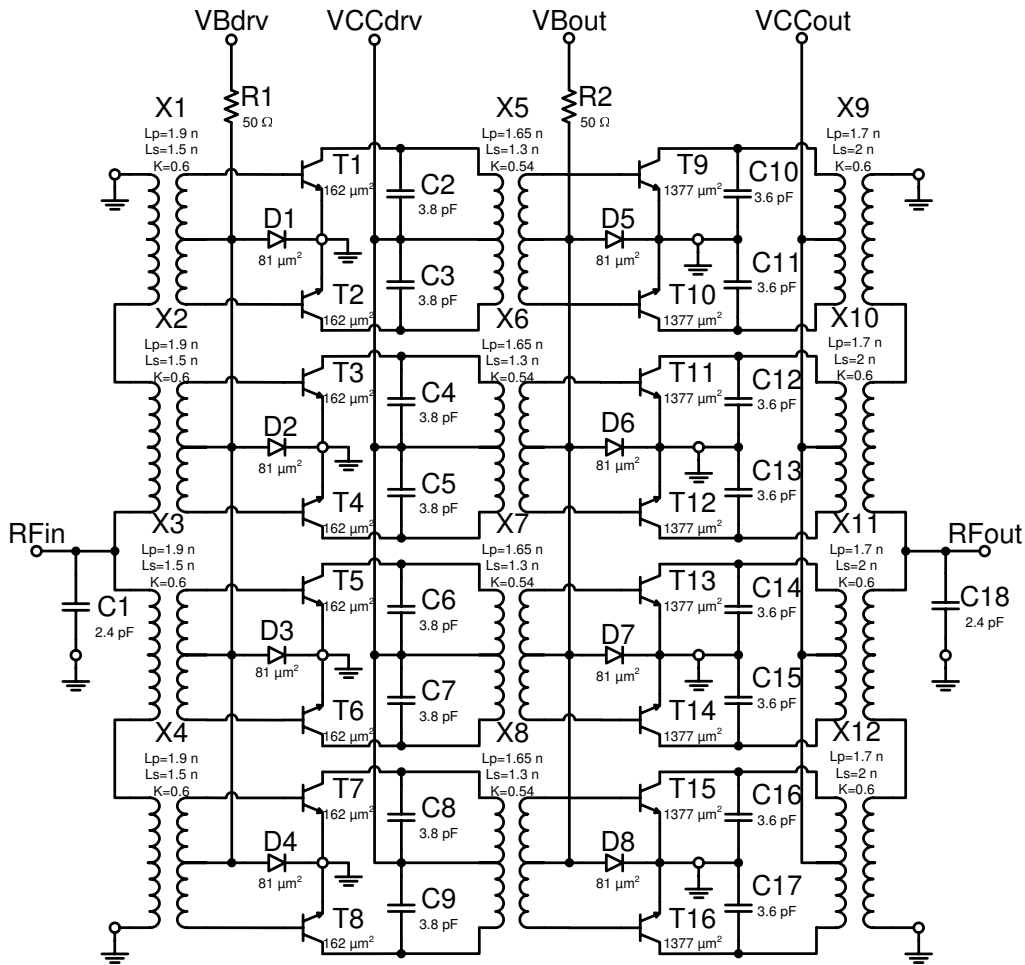 VBdrv VCCdrv VBout VCCout
R1
50 Ω
R2
50 Ω
X1
Lp=1.9 n
Ls=1.5 n
K=0.6
T1
162 µm²
D1
81 µm²
T2
162 µm²
C2
3.8 pF
C3
3.8 pF
X5
Lp=1.65 n
Ls=1.3 n
K=0.54
T9
1377 µm²
D5
81 µm²
T10
1377 µm²
C10
3.6 pF
C11
3.6 pF
X9
Lp=1.7 n
Ls=2 n
K=0.6
X2
Lp=1.9 n
Ls=1.5 n
K=0.6
T3
162 µm²
D2
81 µm²
T4
162 µm²
C4
3.8 pF
C5
3.8 pF
X6
Lp=1.65 n
Ls=1.3 n
K=0.54
T11
1377 µm²
D6
81 µm²
T12
1377 µm²
C12
3.6 pF
C13
3.6 pF
X10
Lp=1.7 n
Ls=2 n
K=0.6
RFin
C1
2.4 pF
X3
Lp=1.9 n
Ls=1.5 n
K=0.6
T5
162 µm²
D3
81 µm²
T6
162 µm²
C6
3.8 pF
C7
3.8 pF
X7
Lp=1.65 n
Ls=1.3 n
K=0.54
T13
1377 µm²
D7
81 µm²
T14
1377 µm²
C14
3.6 pF
C15
3.6 pF
X11
Lp=1.7 n
Ls=2 n
K=0.6
RFout
C18
2.4 pF
X4
Lp=1.9 n
Ls=1.5 n
K=0.6
T7
162 µm²
D4
81 µm²
T8
162 µm²
C8
3.8 pF
C9
3.8 pF
X8
Lp=1.65 n
Ls=1.3 n
K=0.54
T15
1377 µm²
D8
81 µm²
T16
1377 µm²
C16
3.6 pF
C17
3.6 pF
X12
Lp=1.7 n
Ls=2 n
K=0.6